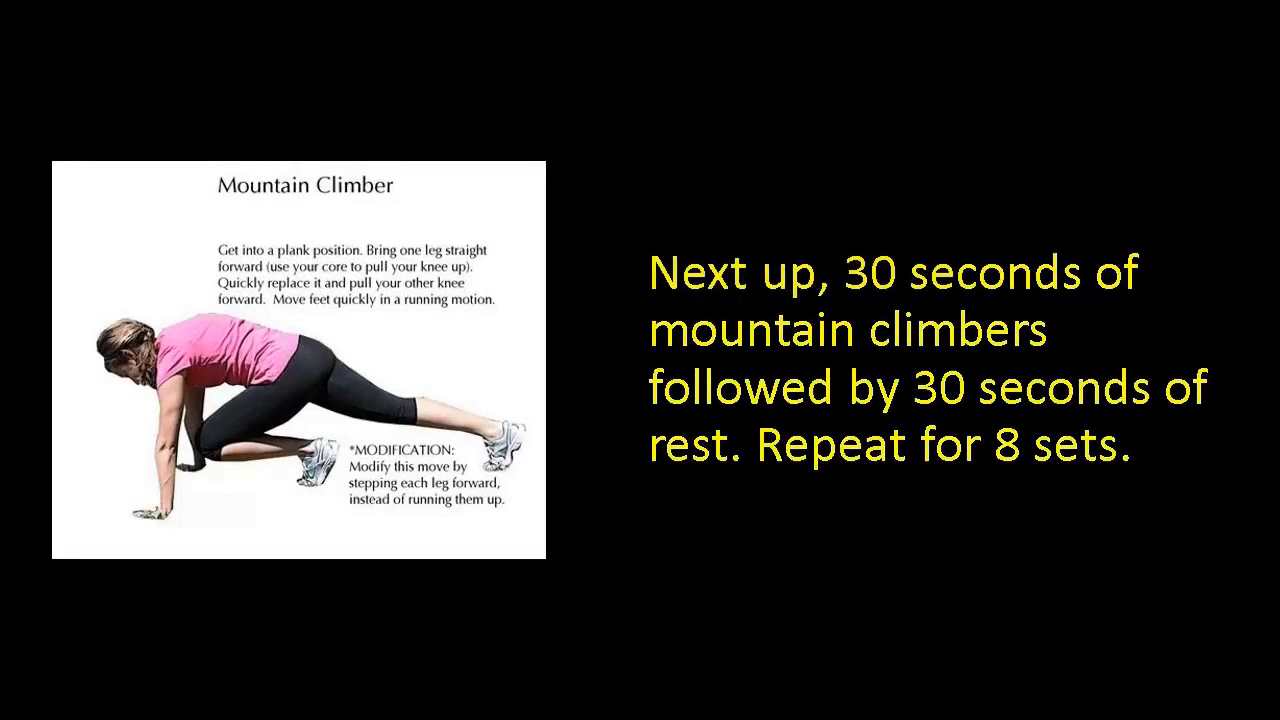 Mountain Climber
Get into a plank position. Bring one leg straight
forward (use your core to pull your knee up).
Quickly replace it and pull your other knee
forward. Move feet quickly in a running motion.
*MODIFICATION:
Modify this move by
stepping each leg forward,
instead of running them up.
Next up, 30 seconds of
mountain climbers
followed by 30 seconds of
rest. Repeat for 8 sets.